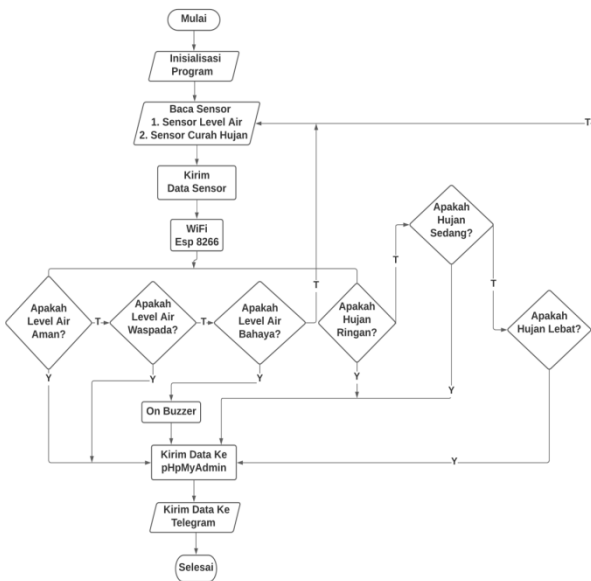 Mulai
Inisialisasi
Program
Baca Sensor
1. Sensor Level Air
2. Sensor Curah Hujan
T
Kirim
Data Sensor
WiFi
Esp 8266
Apakah
Level Air
Aman?
T
Apakah
Level Air
Waspada?
T
Apakah
Level Air
Bahaya?
T
Apakah
Hujan
Ringan?
T
Apakah
Hujan
Sedang?
T
Apakah
Hujan Lebat?
Y
Y
Y
Y
Y
Y
On Buzzer
Kirim Data Ke
pHpMyAdmin
Kirim Data Ke
Telegram
Selesai